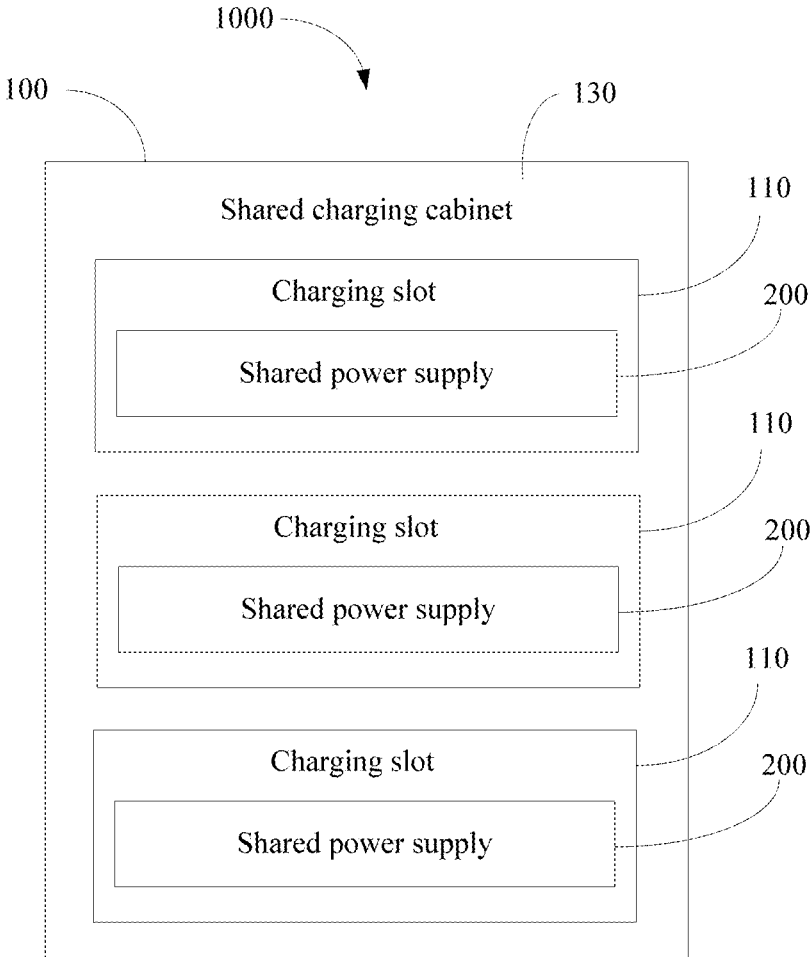 1000
100
130
Shared charging cabinet
110
Charging slot
200
Shared power supply
110
Charging slot
200
Shared power supply
110
Charging slot
200
Shared power supply